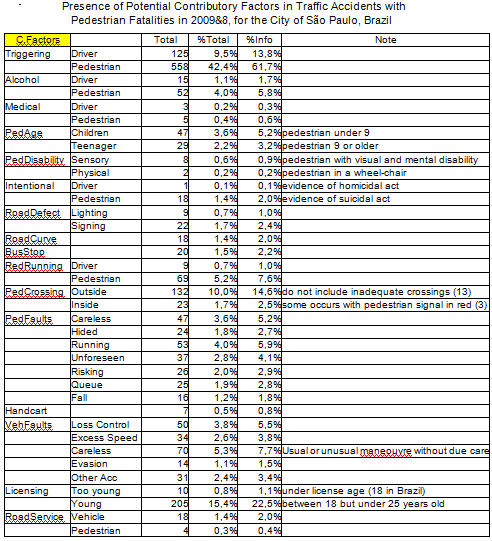 Presence of Potential Contributory Factors in Traffic Accidents with
Pedestrian Fatalities in 2009&8, for the City of São Paulo, Brazil
C.Factors Total %Total %Info Note
Triggering Driver 125 9,5% 13,8%
Pedestrian 558 42,4% 61,7%
Alcohol Driver 15 1,1% 1,7%
Pedestrian 52 4,0% 5,8%
Medical Driver 3 0,2% 0,3%
Pedestrian 5 0,4% 0,6%
PedAge Children 47 3,6% 5,2% pedestrian under 9
Teenager 29 2,2% 3,2% pedestrian 9 or older
PedDisability Sensory 8 0,6% 0,9% pedestrian with visual and mental disability
Physical 2 0,2% 0,2% pedestrian in a wheel-chair
Intentional Driver 1 0,1% 0,1% evidence of homicidal act
Pedestrian 18 1,4% 2,0% evidence of suicidal act
RoadDefect Lighting 9 0,7% 1,0%
Signing 22 1,7% 2,4%
RoadCurve 18 1,4% 2,0%
BusStop 20 1,5% 2,2%
RedRunning Driver 9 0,7% 1,0%
Pedestrian 69 5,2% 7,6%
PedCrossing Outside 132 10,0% 14,6% do not include inadequate crossings (13)
Inside 23 1,7% 2,5% some occurs with pedestrian signal in red (3)
PedFaults Careless 47 3,6% 5,2%
Hided 24 1,8% 2,7%
Running 53 4,0% 5,9%
Unforeseen 37 2,8% 4,1%
Risking 26 2,0% 2,9%
Queue 25 1,9% 2,8%
Fall 16 1,2% 1,8%
Handcart 7 0,5% 0,8%
VehFaults Loss Control 50 3,8% 5,5%
Excess Speed 34 2,6% 3,8%
Careless 70 5,3% 7,7% Usual or unusual maneouvre without due care
Evasion 14 1,1% 1,5%
Other Acc 31 2,4% 3,4%
Licensing Too young 10 0,8% 1,1% under license age (18 in Brazil)
Young 205 15,4% 22,5% between 18 but under 25 years old
RoadService Vehicle 18 1,4% 2,0%
Pedestrian 4 0,3% 0,4%